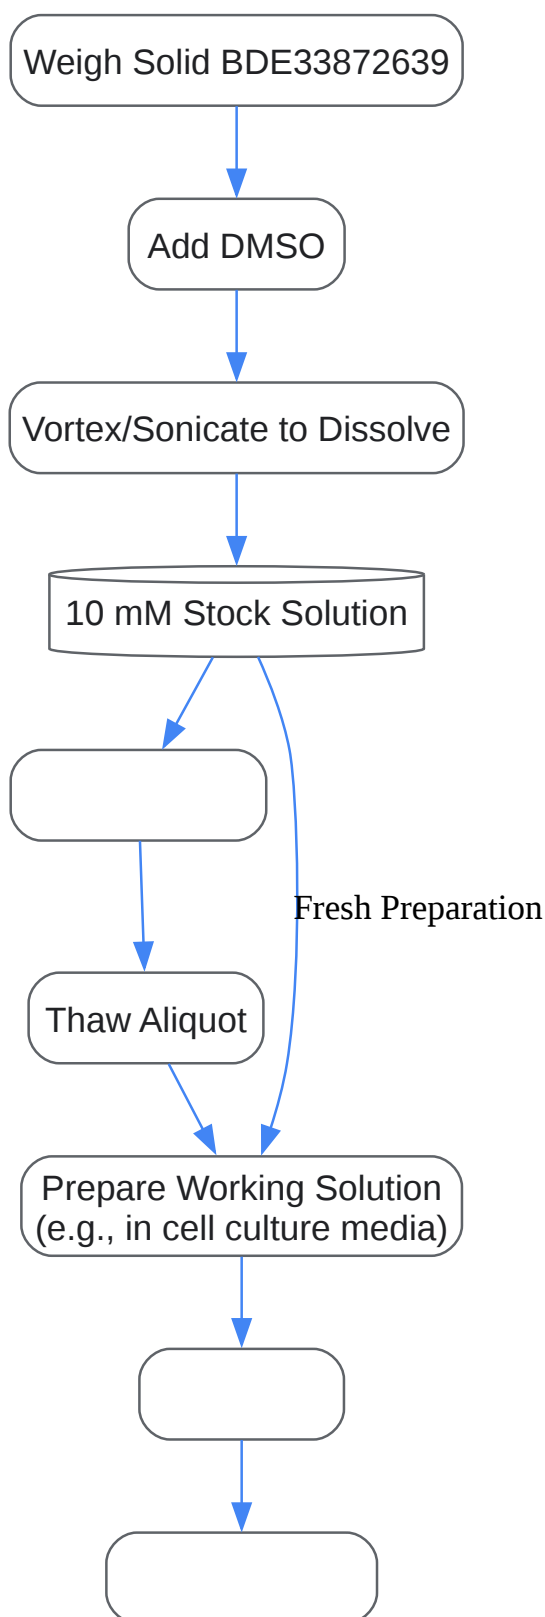 Weigh Solid BDE33872639
Add DMSO
Vortex/Sonicate to Dissolve
10 mM Stock Solution
Fresh Preparation
Thaw Aliquot
Prepare Working Solution
(e.g., in cell culture media)